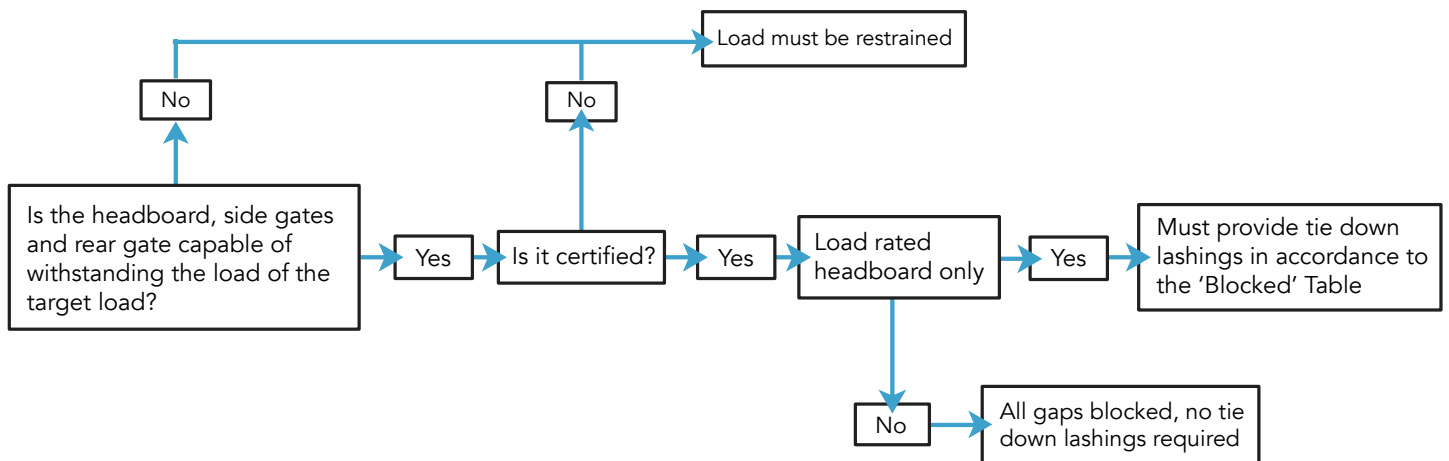 Load must be restrained
No
No
Is the headboard, side gates
and rear gate capable of
withstanding the load of the
target load?
Yes
Is it certified?
Yes
Load rated
headboard only
Yes
Must provide tie down
lashings in accordance to
the ‘Blocked’ Table
No
All gaps blocked, no tie
down lashings required